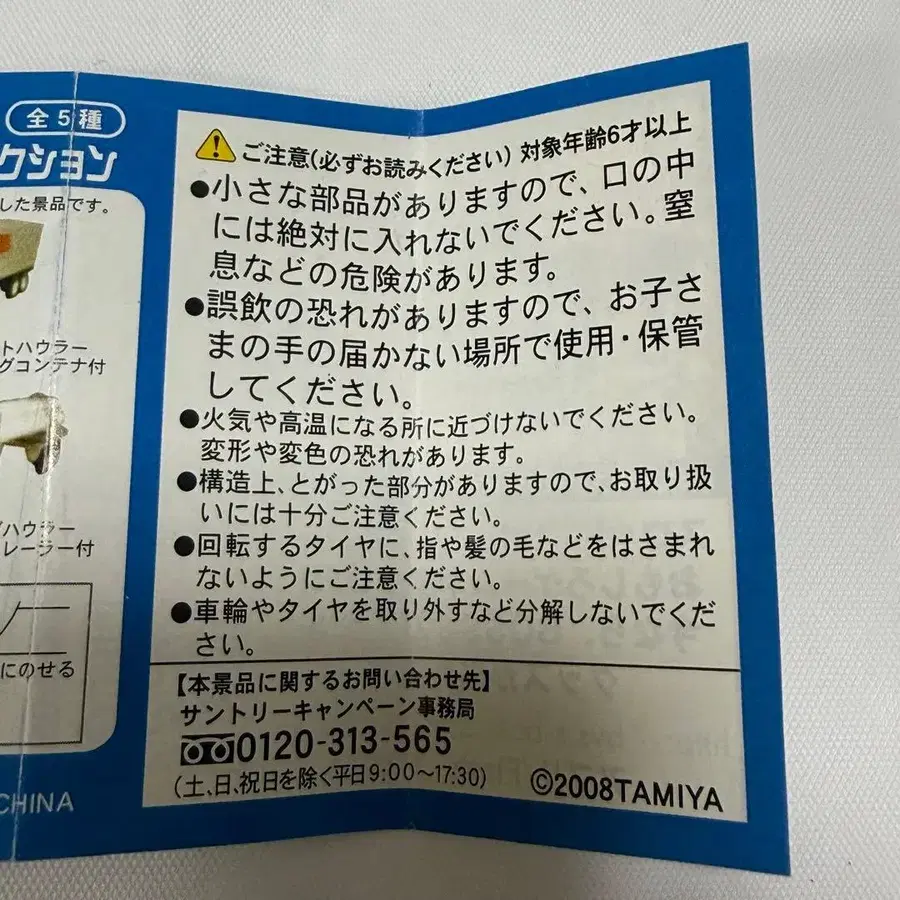 全5種
クション
した景品です。
トハウラー
グコンテナ付
ハウラー
レーラー付
にのせる
CHINA
ご注意(必ずお読みください) 対象年齢6才以上
●小さな部品がありますので、口の中
には絶対に入れないでください。窒
息などの危険があります。
●誤飲の恐れがありますので、お子さ
まの手の届かない場所で使用・保管
してください。
●火気や高温になる所に近づけないでください。
変形や変色の恐れがあります。
●構造上、とがった部分がありますので、お取り扱
いには十分ご注意ください。
●回転するタイヤに、指や髪の毛などをはさまれ
ないようにご注意ください。
●車輪やタイヤを取り外すなど分解しないでくだ
さい。
【本景品に関するお問い合わせ先】
サントリーキャンペーン事務局
0120-313-565
(土、日、祝日を除く平日9:00〜17:30)
©2008TAMIYA